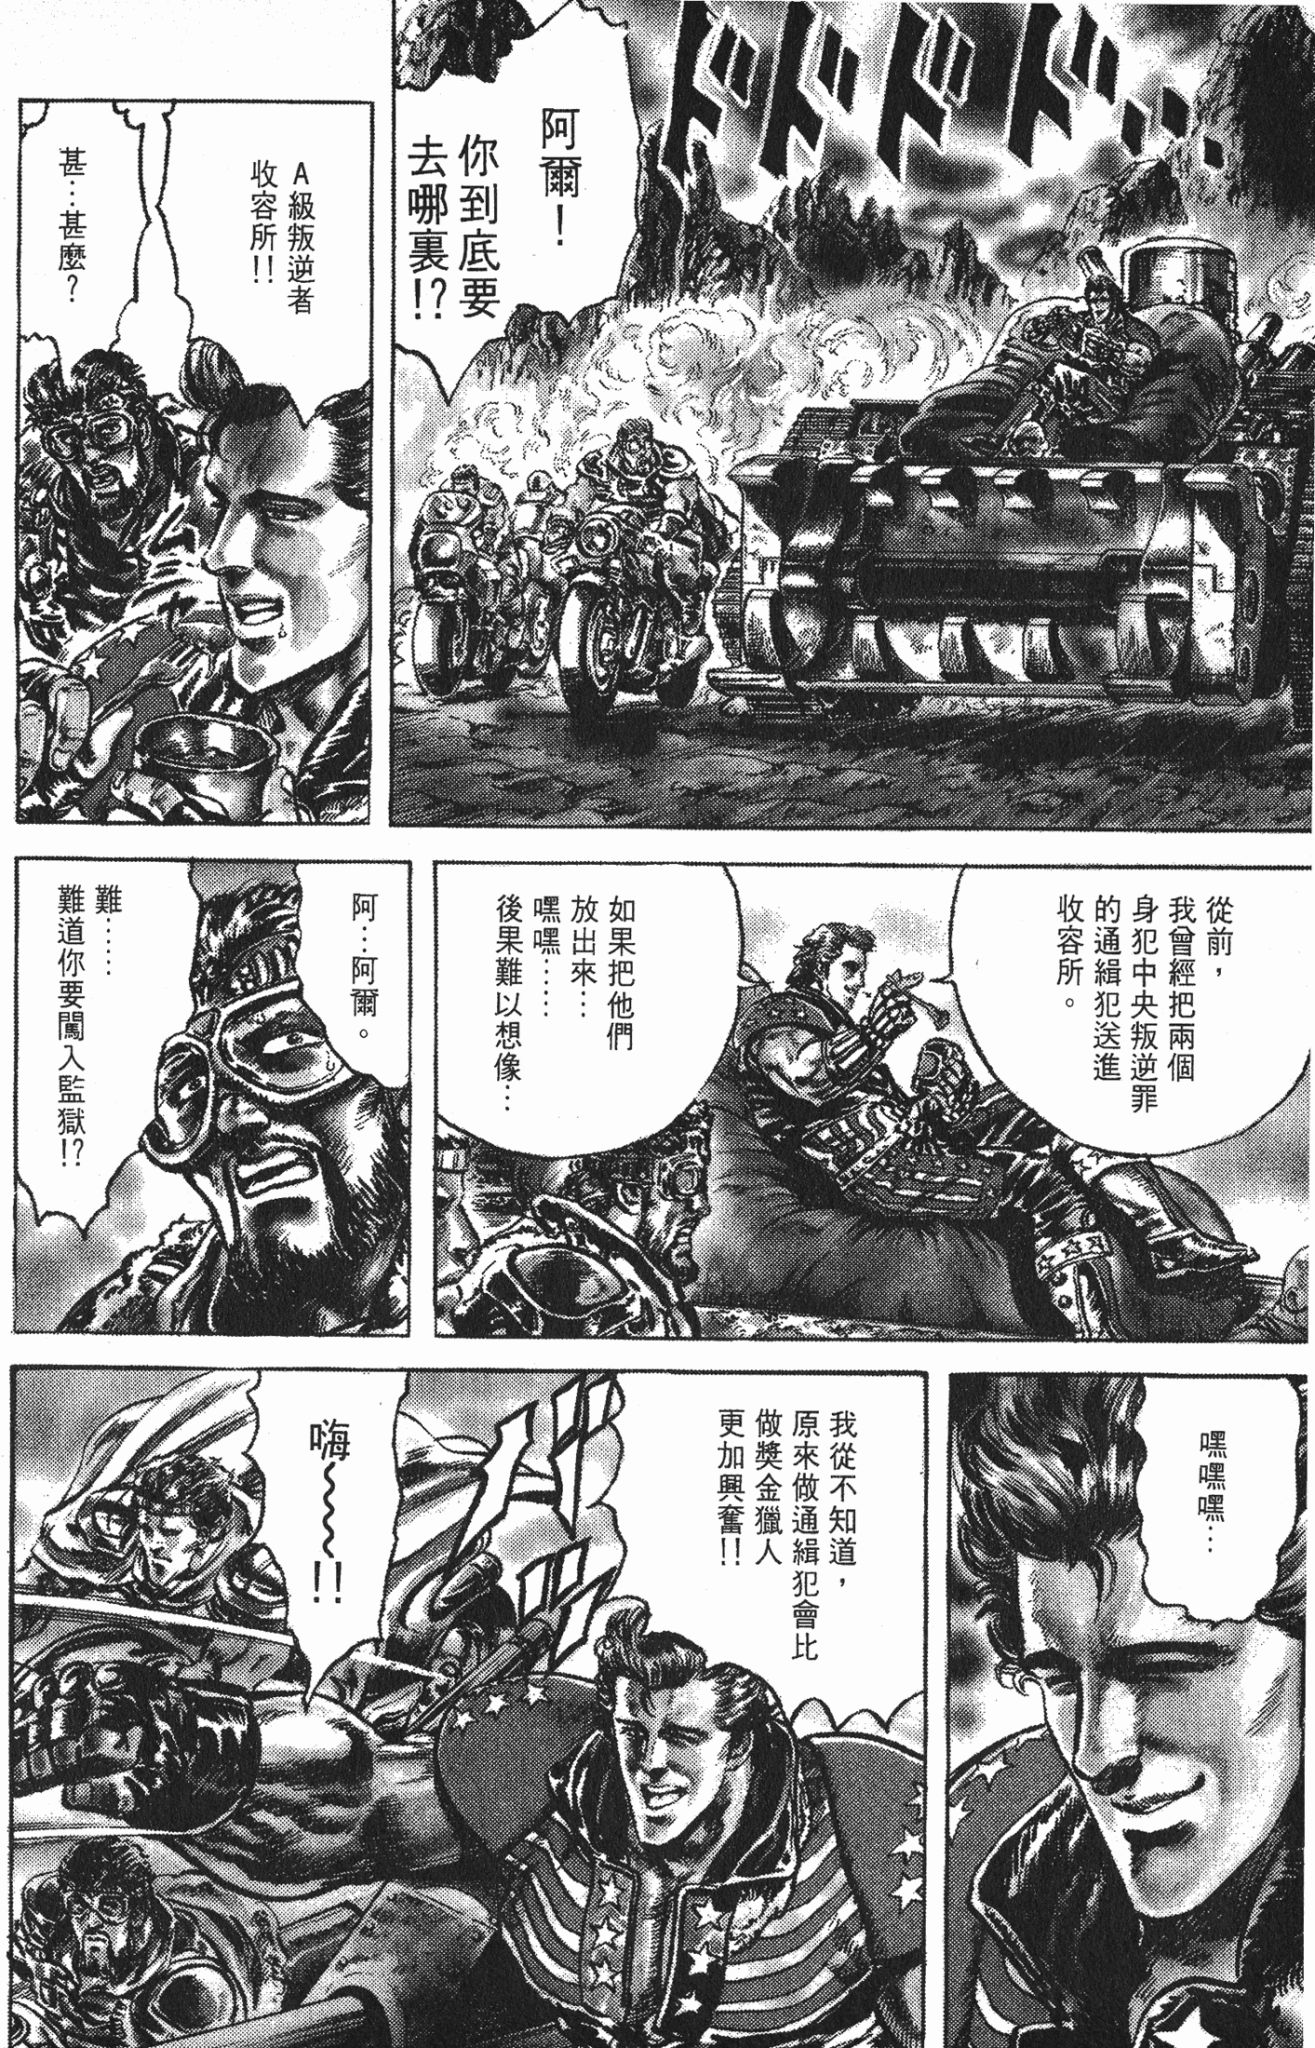 ドドドド‥
阿爾！
你到底要
去哪裏!?
A級叛逆者
收容所!!
甚…甚麼？
從前，
我曾經把兩個
身犯中央叛逆罪
的通緝犯送進
收容所。
如果把他們
放出來…
嘿嘿……
後果難以想像…
阿…阿爾。
難……
難道你要闖入監獄!?
嘿嘿嘿…
我從不知道，
原來做通緝犯會比
做獎金獵人
更加興奮!!
嗨～～～!!